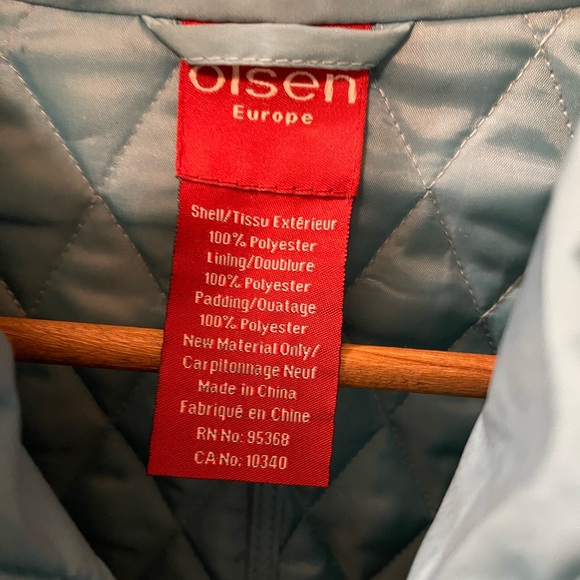 olsen
Europe
Shell/Tissu Extérieur
100% Polyester
Lining/Doublure
100% Polyester
Padding/Ouatage
100% Polyester
New Material Only/
Carpitonnage Neuf
Made in China
Fabriqué en Chine
RN No: 95368
CA No: 10340